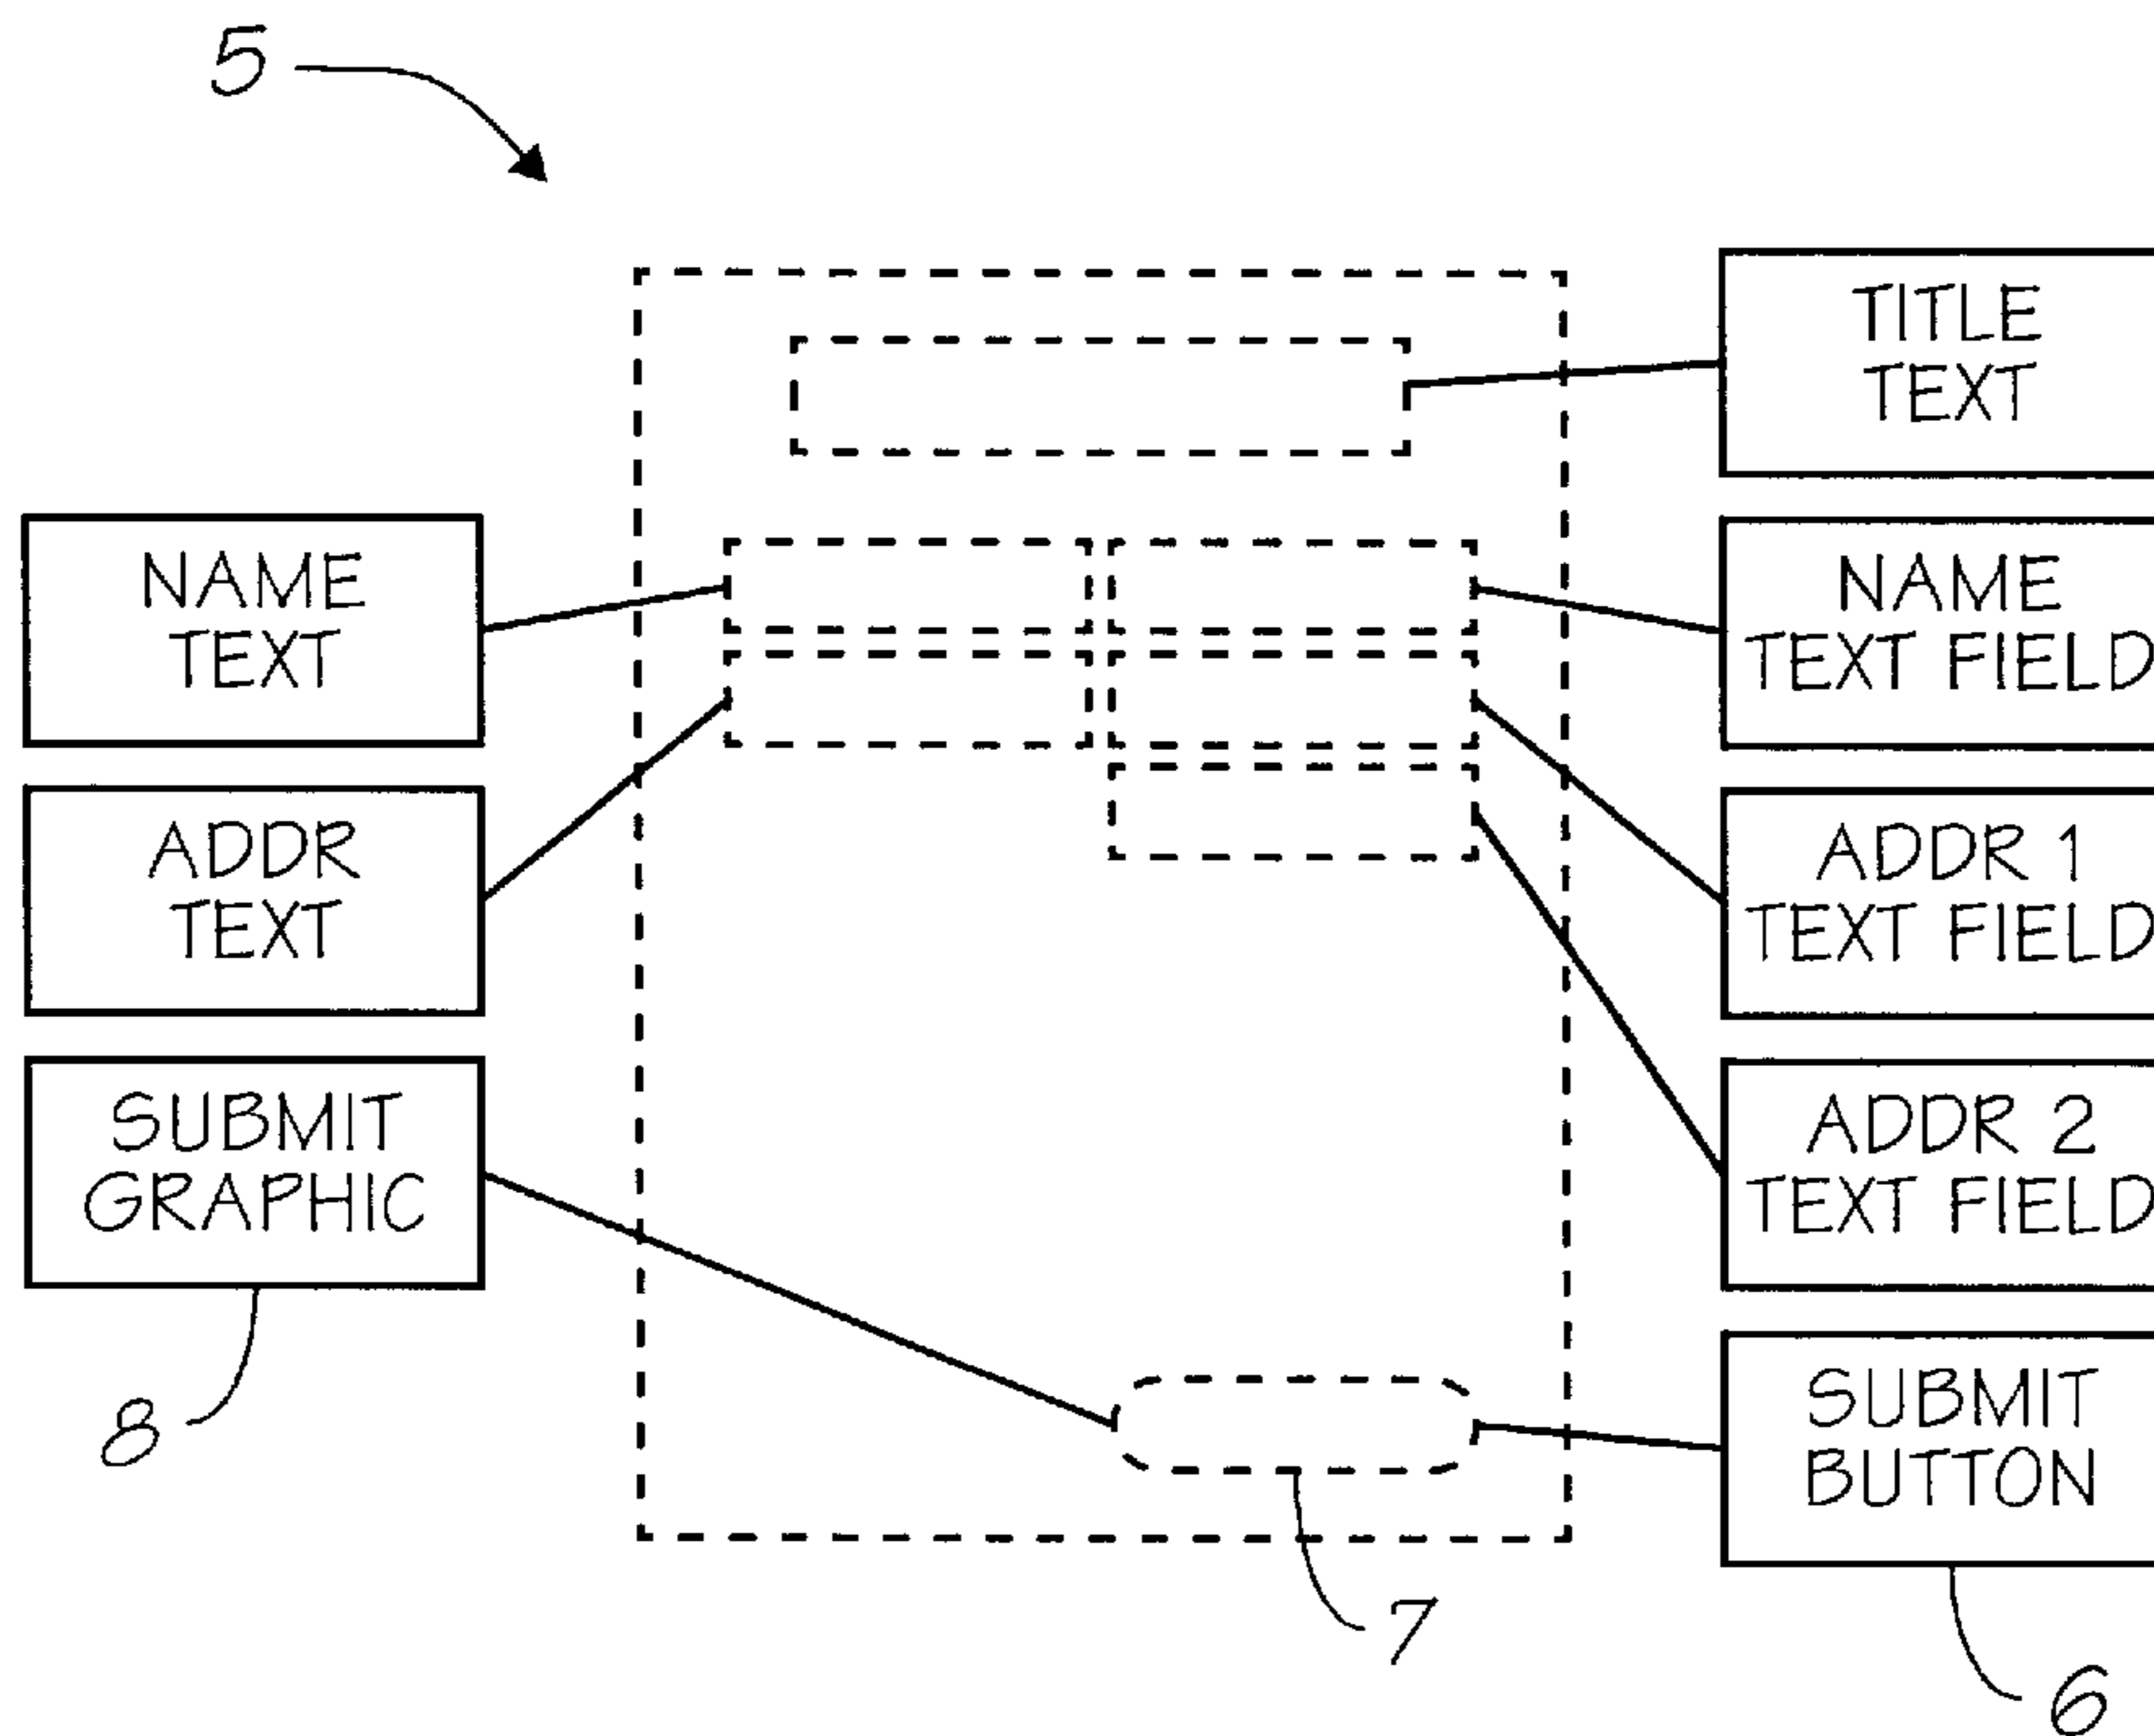 5
TITLE
TEXT
NAME
TEXT
NAME
TEXT FIELD
ADDR
TEXT
ADDR 1
TEXT FIELD
SUBMIT
GRAPHIC
ADDR 2
TEXT FIELD
SUBMIT
BUTTON
8
7
6